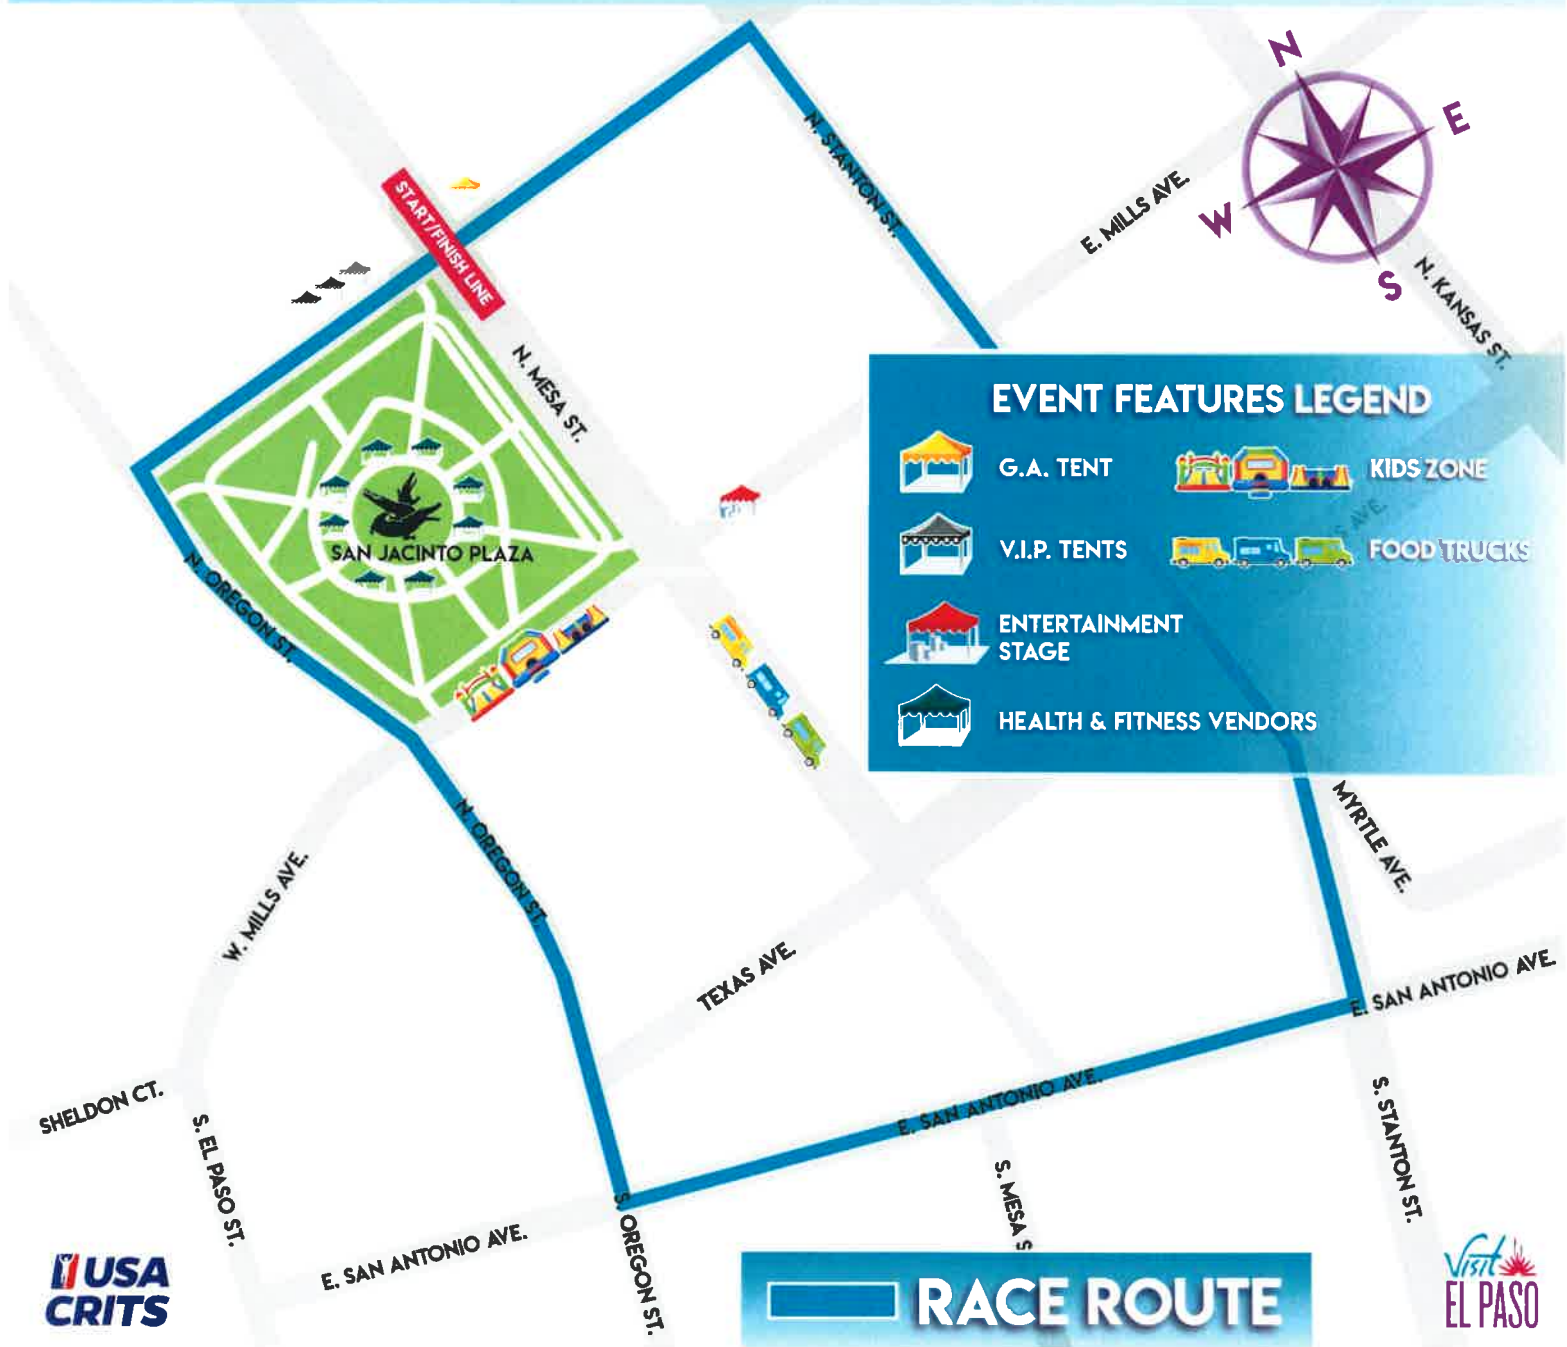 N
E
W
S
N. STANTON ST.
E. MILLS AVE.
START/FINISH LINE
N. KANSAS ST.
N. MESA ST.
EVENT FEATURES LEGEND
G.A. TENT
KIDS ZONE
V.I.P. TENTS
FOOD TRUCKS
ENTERTAINMENT
STAGE
HEALTH & FITNESS VENDORS
SAN JACINTO PLAZA
N. OREGON ST.
N. OREGON ST.
MYRTLE AVE.
W. MILLS AVE.
TEXAS AVE.
E. SAN ANTONIO AVE.
E. SAN ANTONIO AVE.
SHELDON CT.
S. EL PASO ST.
S. STANTON ST.
S. MESA S
S. OREGON ST.
E. SAN ANTONIO AVE.
USA
CRITS
RACE ROUTE
Visit
EL PASO